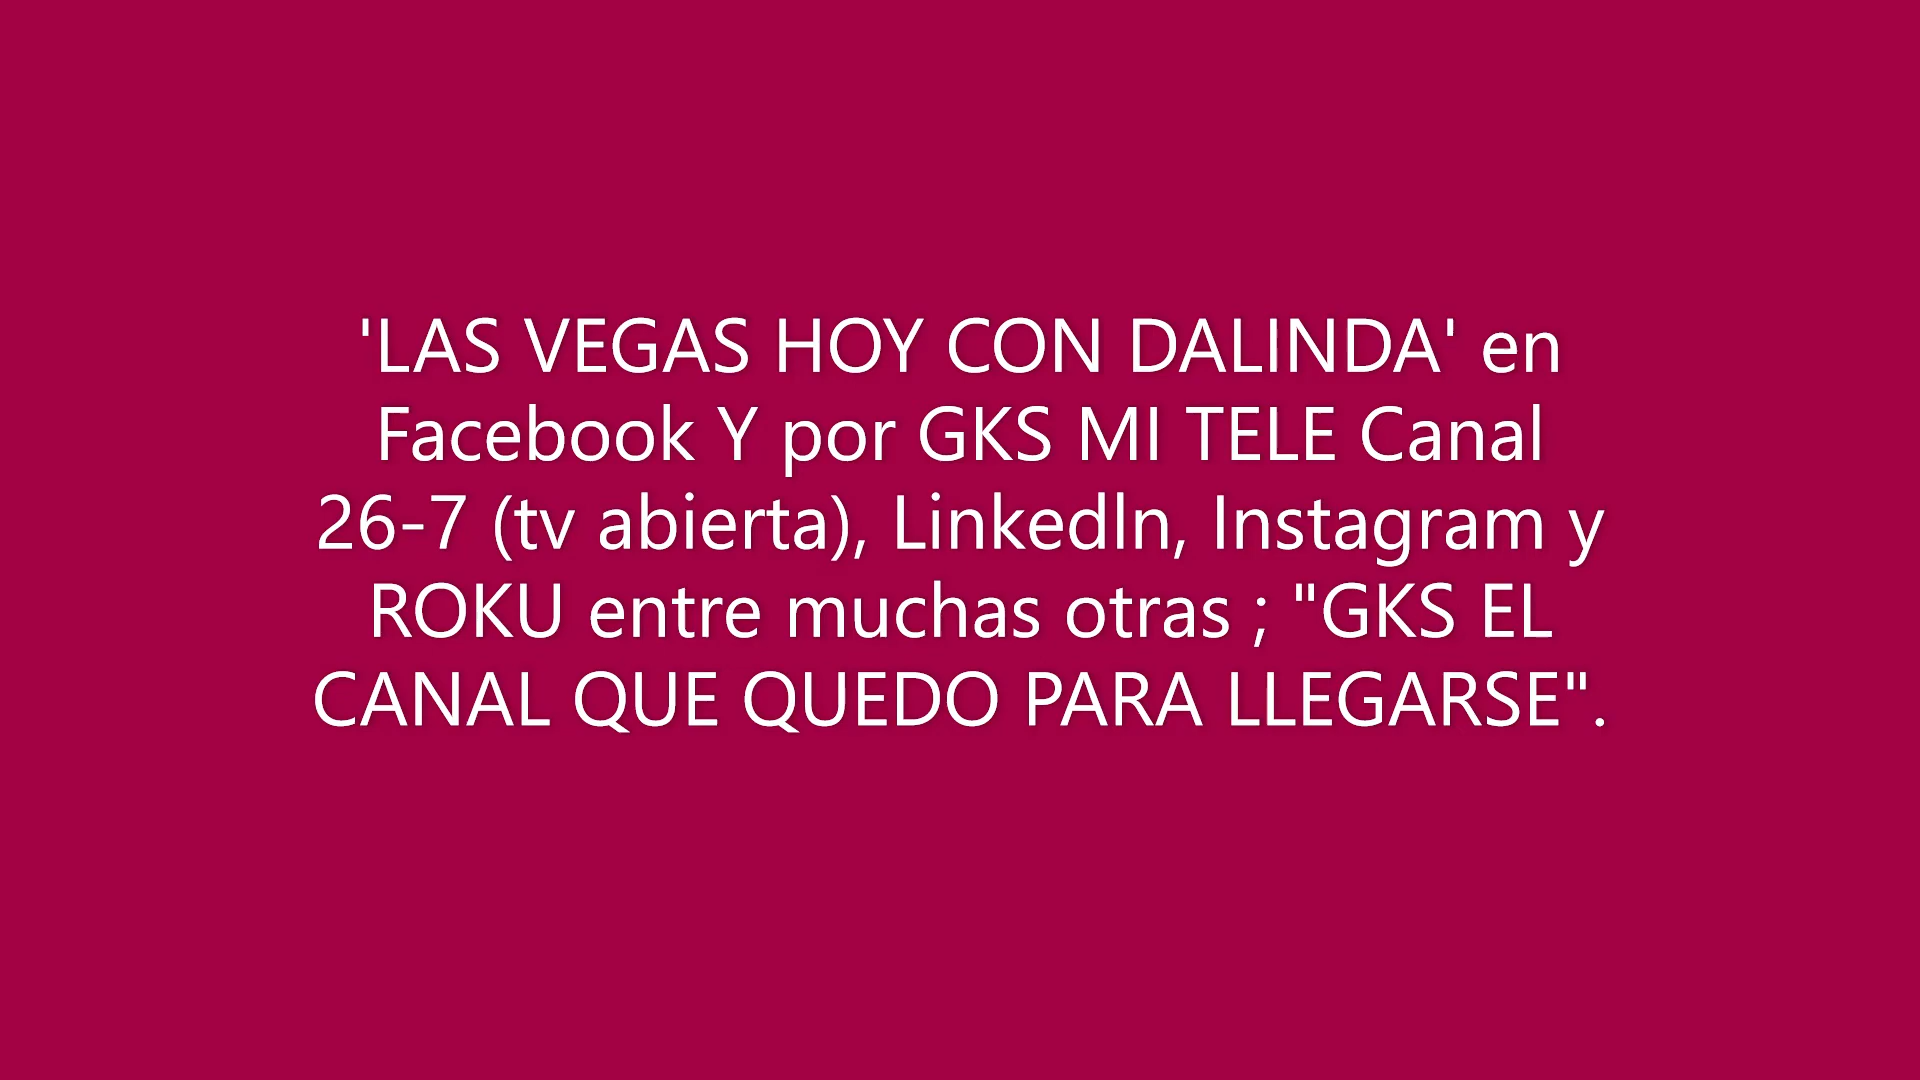 'LAS VEGAS HOY CON DALINDA' en
Facebook Y por GKS MI TELE Canal
26-7 (tv abierta), Linkedln, Instagram y
ROKU entre muchas otras ; "GKS EL
CANAL QUE QUEDO PARA LLEGARSE".